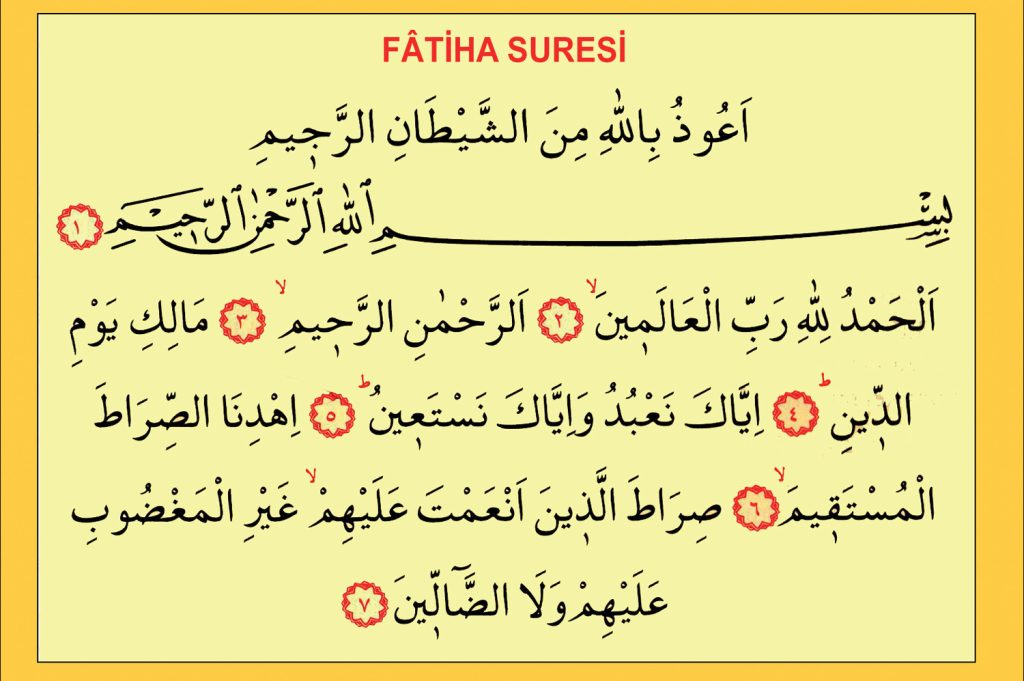 FÂTİHA SURESİ
اَعُوذُ بِاللّٰهِ مِنَ الشَّيْطَانِ الرَّجٖيمِ
بِسْمِ اللّٰهِ الرَّحْمٰنِ الرَّحٖيمِ ١
اَلْحَمْدُ لِلّٰهِ رَبِّ الْعَالَمٖينَۙ ٢ اَلرَّحْمٰنِ الرَّحٖيمِۙ ٣ مَالِكِ يَوْمِ
الدّٖينِۜ ٤ اِيَّاكَ نَعْبُدُ وَاِيَّاكَ نَسْتَعٖينُۜ ٥ اِهْدِنَا الصِّرَاطَ
الْمُسْتَقٖيمَۙ ٦ صِرَاطَ الَّذٖينَ اَنْعَمْتَ عَلَيْهِمْۙ غَيْرِ الْمَغْضُوبِ
عَلَيْهِمْ وَلَا الضَّٓالّٖينَ ٧